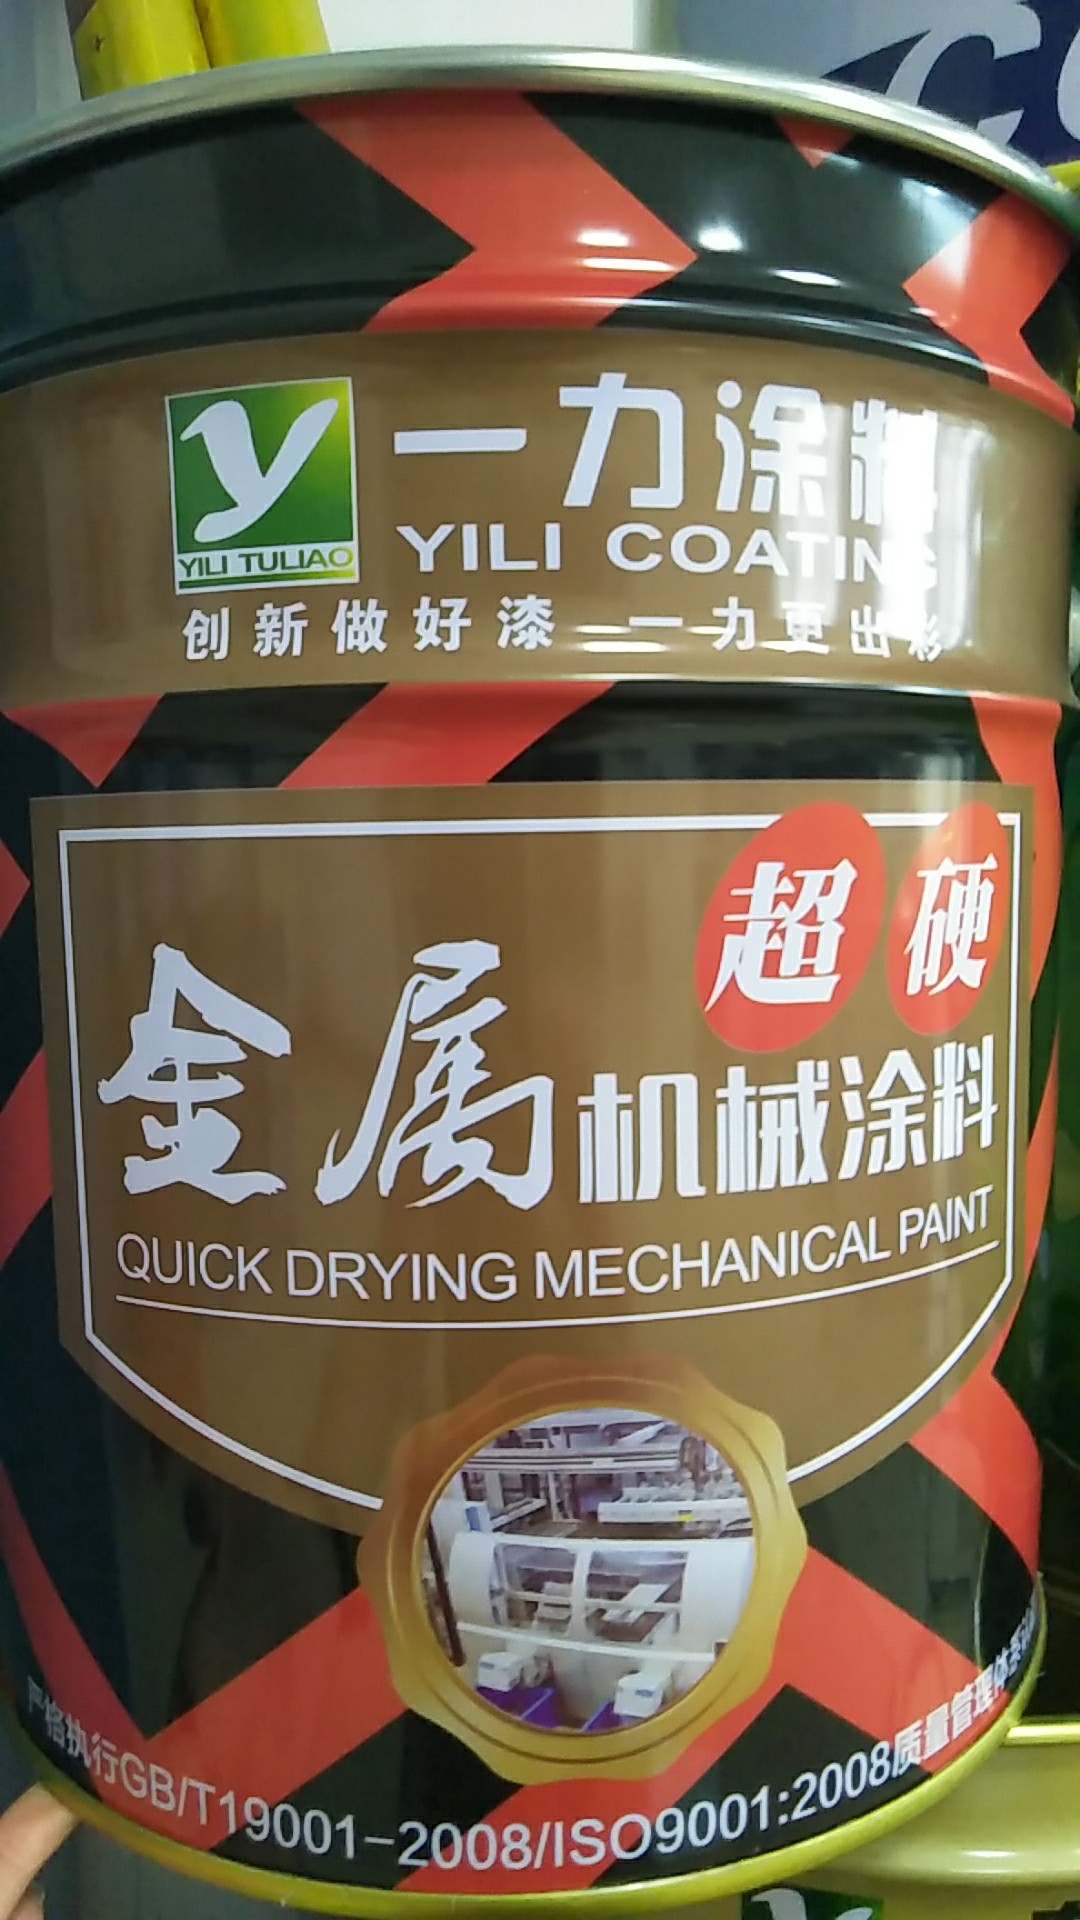 一力涂料
YILI COATING
YILI TULIAO
创新做好漆 一力更出彩
超硬
金属机械涂料
QUICK DRYING MECHANICAL PAINT
严格执行GB/T19001-2008/ISO9001:2008质量管理体系